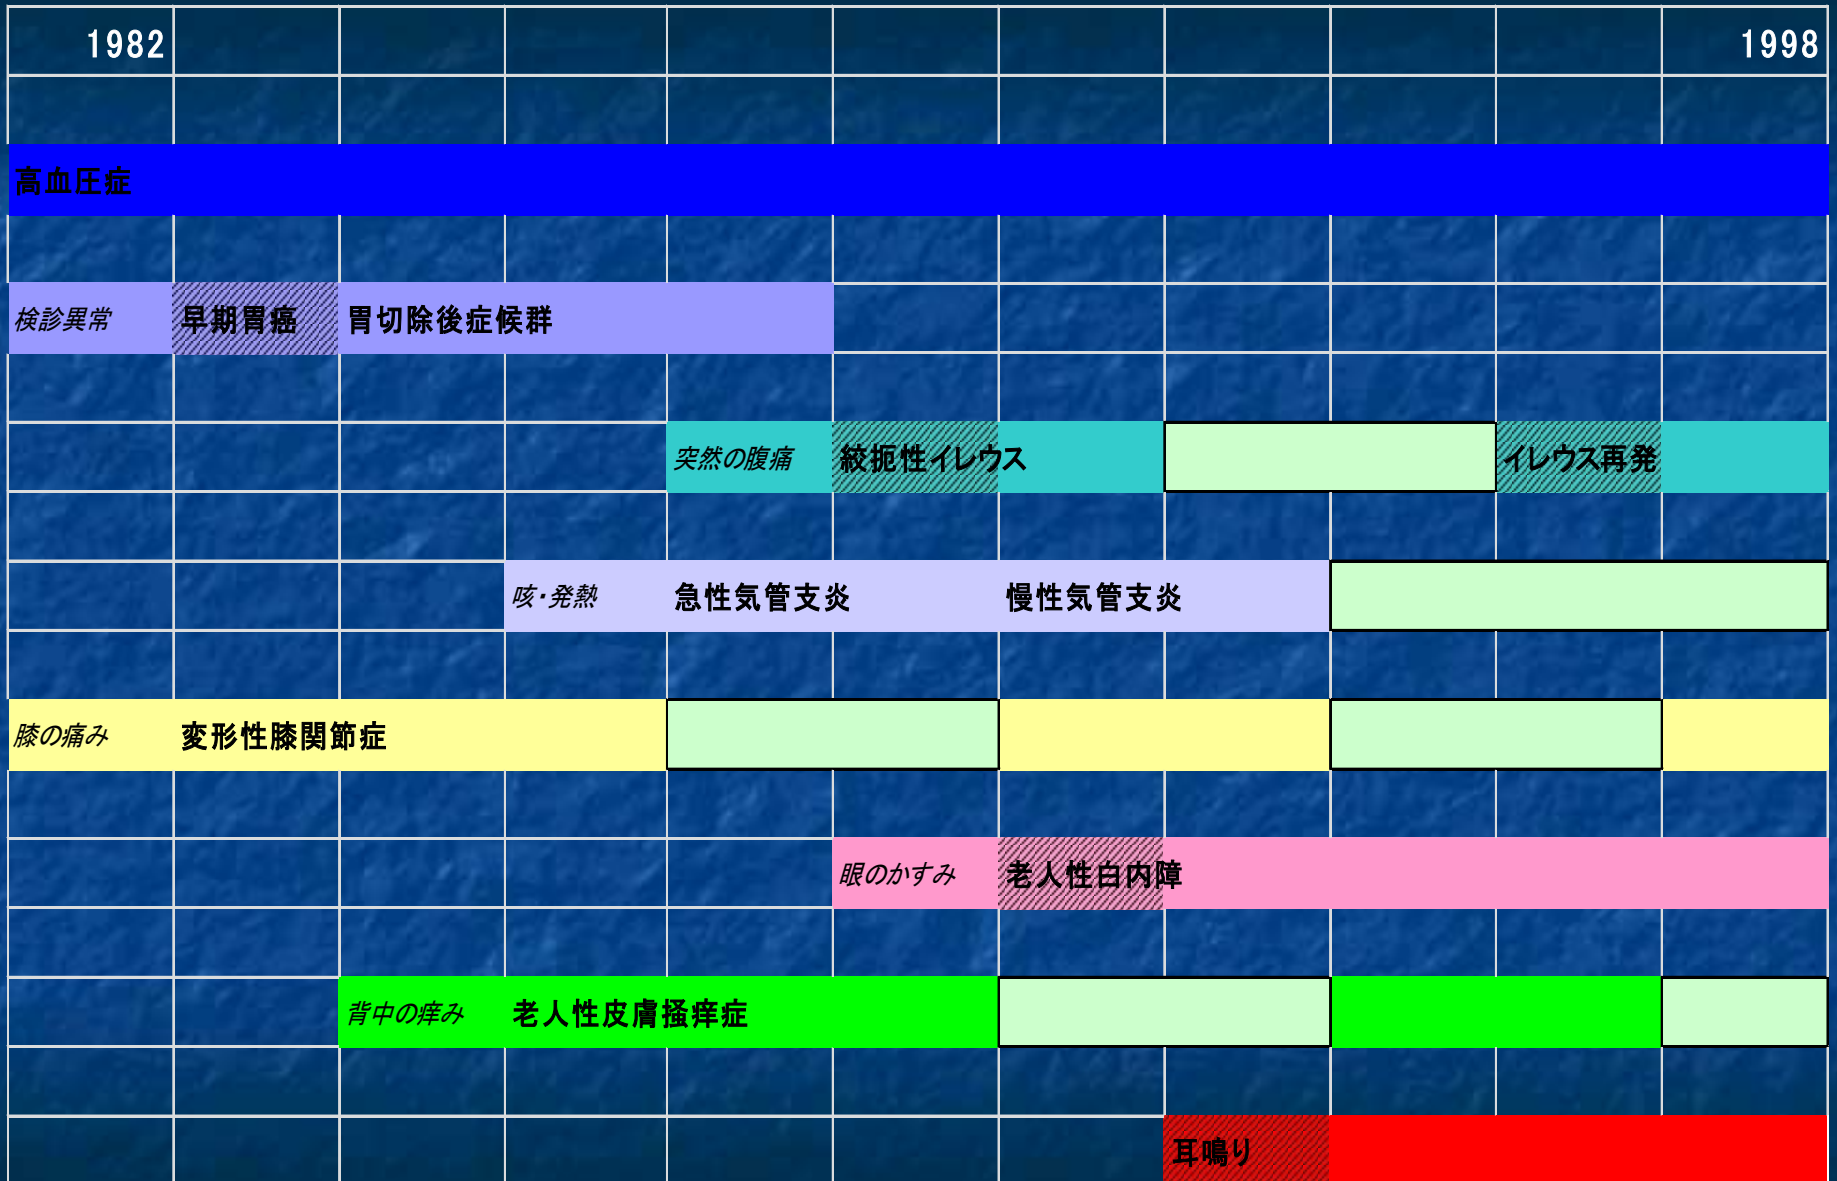 1982 1998
高血圧症
検診異常 早期胃癌 胃切除後症候群
突然の腹痛 絞扼性イレウス イレウス再発
咳・発熱 急性気管支炎 慢性気管支炎
膝の痛み 変形性膝関節症
眼のかすみ 老人性白内障
背中の痒み 老人性皮膚掻痒症
耳鳴り